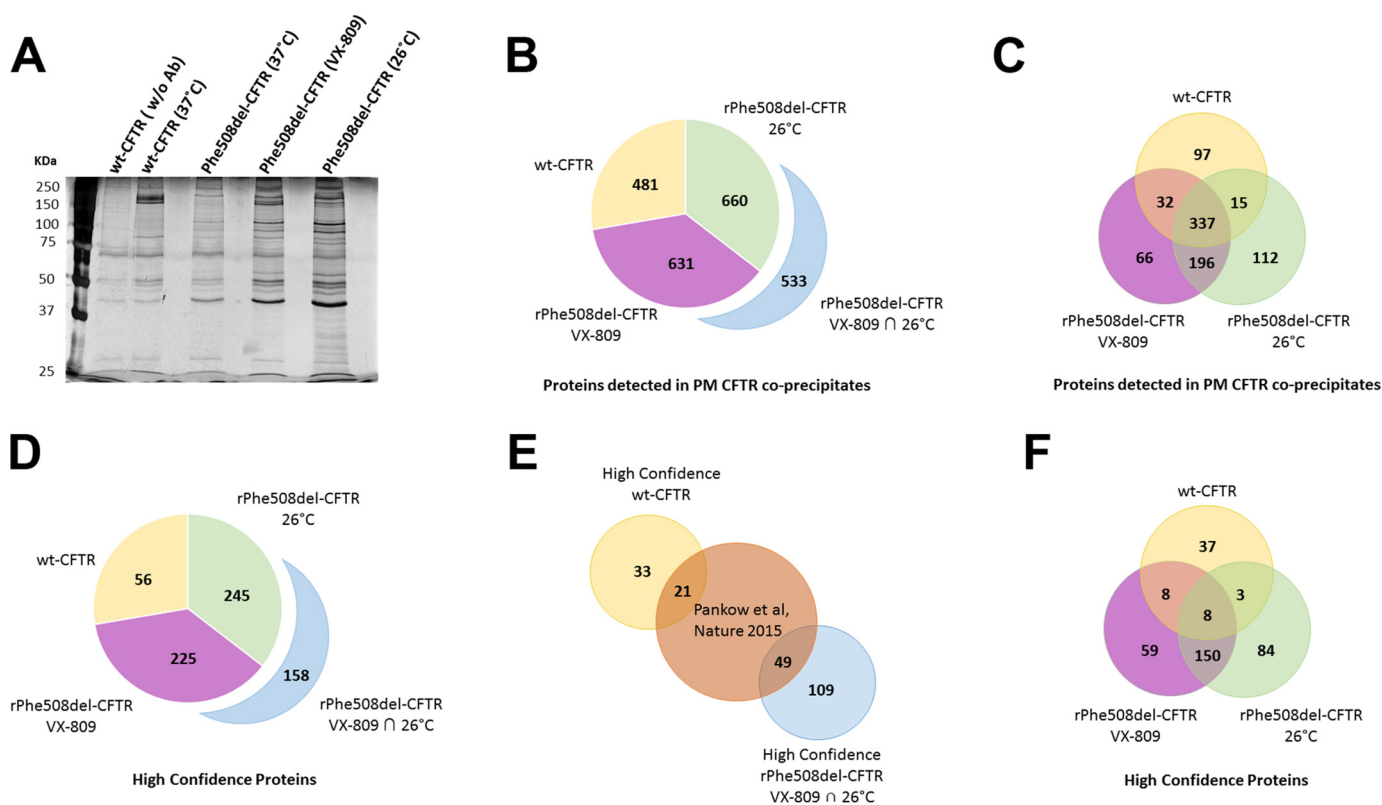 A
wt-CFTR ( w/o Ab)
wt-CFTR (37°C)
Phe508del-CFTR (37°C)
Phe508del-CFTR (VX-809)
Phe508del-CFTR (26°C)
KDa
250
150
100
75
50
37
25
B
rPhe508del-CFTR
26°C
wt-CFTR
481
660
631
533
rPhe508del-CFTR
VX-809
rPhe508del-CFTR
VX-809 ∩ 26°C
Proteins detected in PM CFTR co-precipitates
C
wt-CFTR
97
32
15
337
66
196
112
rPhe508del-CFTR
VX-809
rPhe508del-CFTR
26°C
Proteins detected in PM CFTR co-precipitates
D
rPhe508del-CFTR
26°C
wt-CFTR
56
245
225
158
rPhe508del-CFTR
VX-809
rPhe508del-CFTR
VX-809 ∩ 26°C
High Confidence Proteins
E
High Confidence
wt-CFTR
33
21
Pankow et al,
Nature 2015
49
109
High Confidence
rPhe508del-CFTR
VX-809 ∩ 26°C
F
wt-CFTR
37
8
3
8
59
150
84
rPhe508del-CFTR
VX-809
rPhe508del-CFTR
26°C
High Confidence Proteins